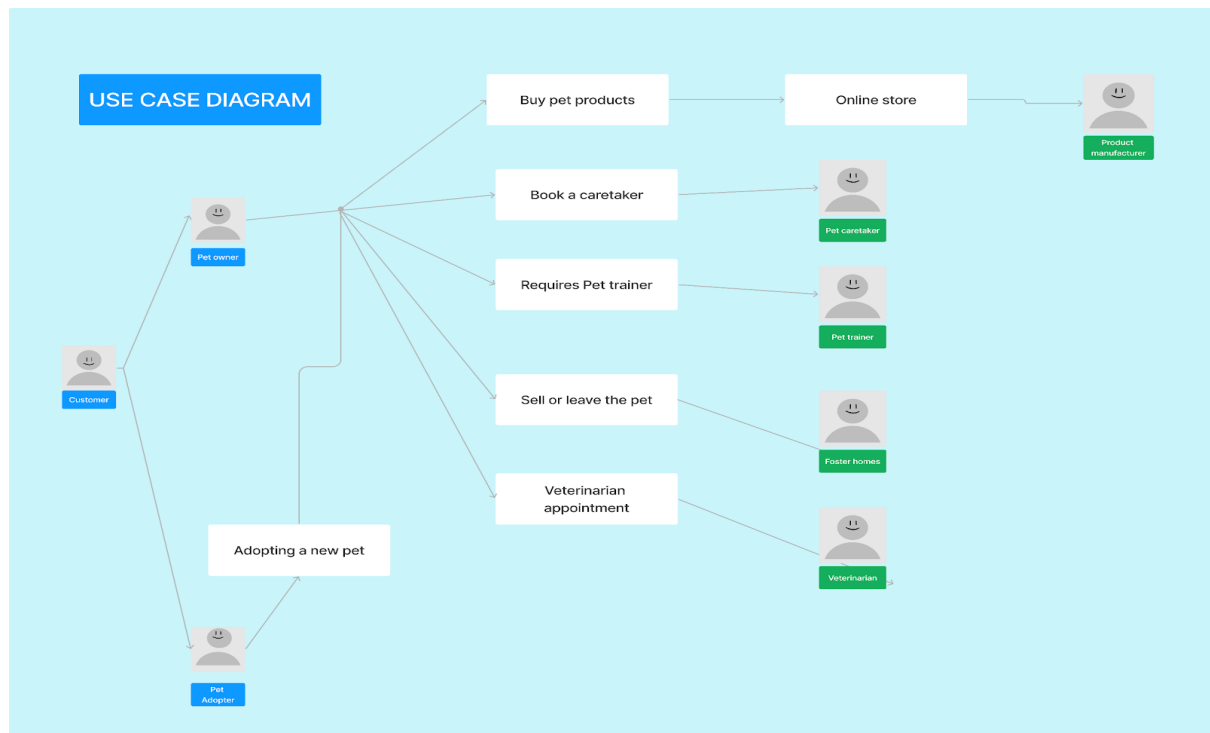 USE CASE DIAGRAM
Buy pet products
Online store
Product
manufacturer
Book a caretaker
Pet caretaker
Pet owner
Requires Pet trainer
Pet trainer
Customer
Sell or leave the pet
Foster homes
Veterinarian
appointment
Adopting a new pet
Veterinarian
Pet
Adopter